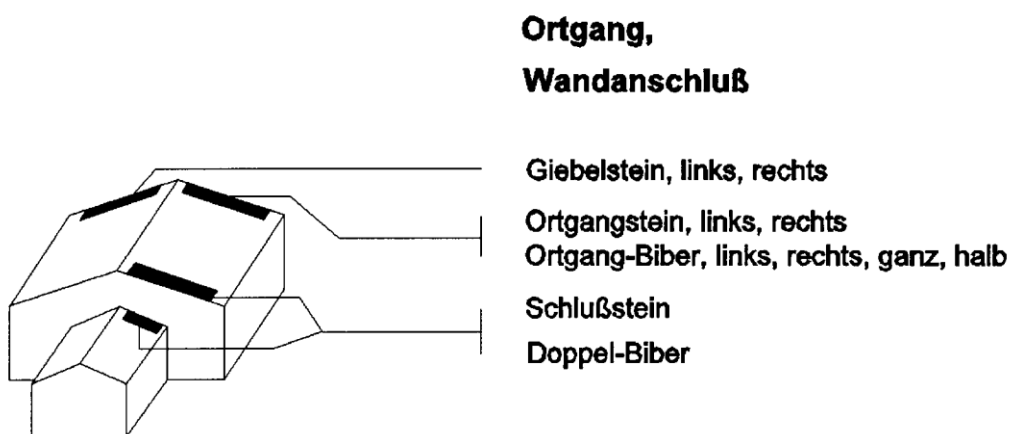 Ortgang,
Wandanschluß
Giebelstein, links, rechts
Ortgangstein, links, rechts
Ortgang-Biber, links, rechts, ganz, halb
Schlußstein
Doppel-Biber